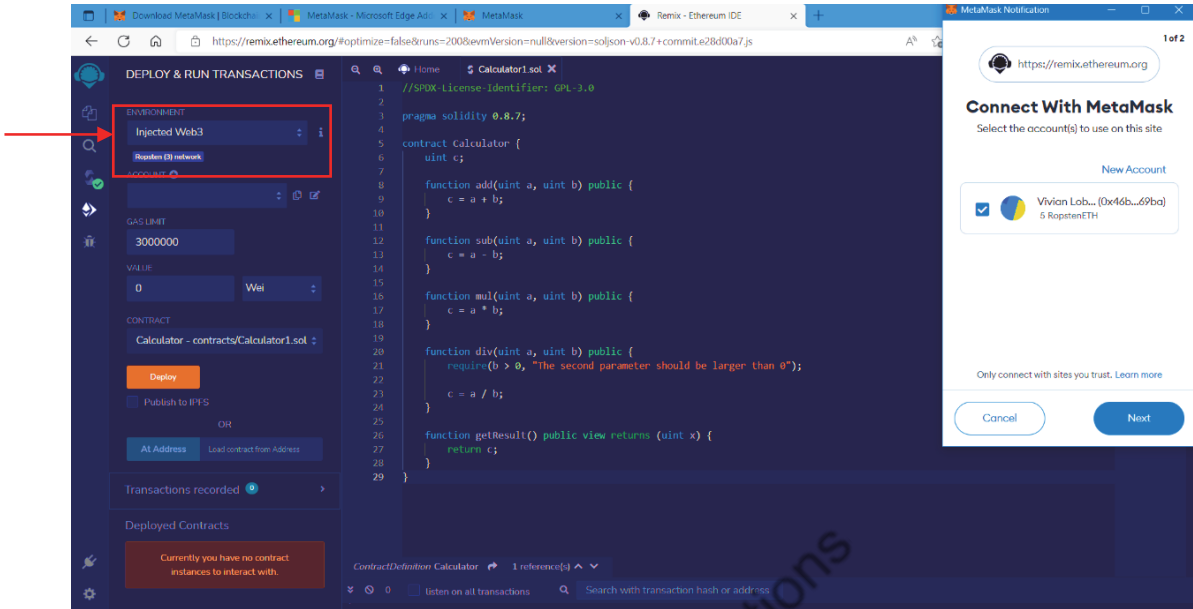 Download MetaMask | Blockchai
MetaMask - Microsoft Edge Add
MetaMask
Remix - Ethereum IDE
https://remix.ethereum.org/#optimize=false&runs=200&evmVersion=null&version=soljson-v0.8.7+commit.e28d00a7.js
DEPLOY & RUN TRANSACTIONS
ENVIRONMENT
Injected Web3
Ropsten (3) network
ACCOUNT
GAS LIMIT
3000000
VALUE
0 Wei
CONTRACT
Calculator - contracts/Calculator1.sol
Deploy
Publish to IPFS
OR
At Address Load contract from Address
Transactions recorded 0
Deployed Contracts
Currently you have no contract
instances to interact with.
Home Calculator1.sol
1 //SPDX-License-Identifier: GPL-3.0
2
3 pragma solidity 0.8.7;
4
5 contract Calculator {
6 uint c;
7
8 function add(uint a, uint b) public {
9 c = a + b;
10 }
11
12 function sub(uint a, uint b) public {
13 c = a - b;
14 }
15
16 function mul(uint a, uint b) public {
17 c = a * b;
18 }
19
20 function div(uint a, uint b) public {
21 require(b > 0, "The second parameter should be larger than 0");
22
23 c = a / b;
24 }
25
26 function getResult() public view returns (uint x) {
27 return c;
28 }
29 }
ContractDefinition Calculator 1 reference(s)
0 listen on all transactions Search with transaction hash or address
MetaMask Notification
1 of 2
https://remix.ethereum.org
Connect With MetaMask
Select the account(s) to use on this site
New Account
Vivian Lob... (0x46b...69ba)
5 RopstenETH
Only connect with sites you trust. Learn more
Cancel Next